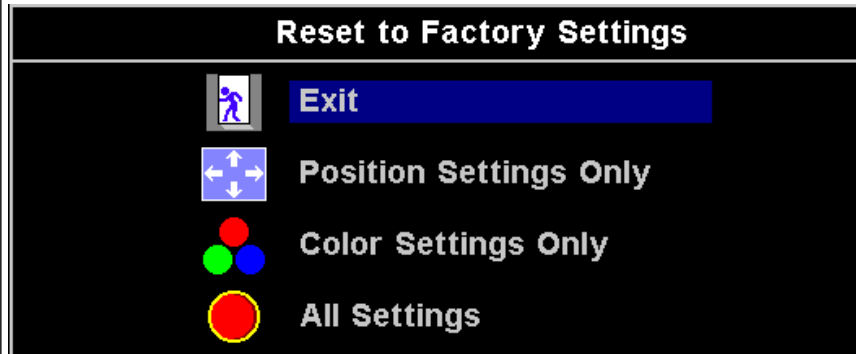 Reset to Factory Settings
Exit
Position Settings Only
Color Settings Only
All Settings